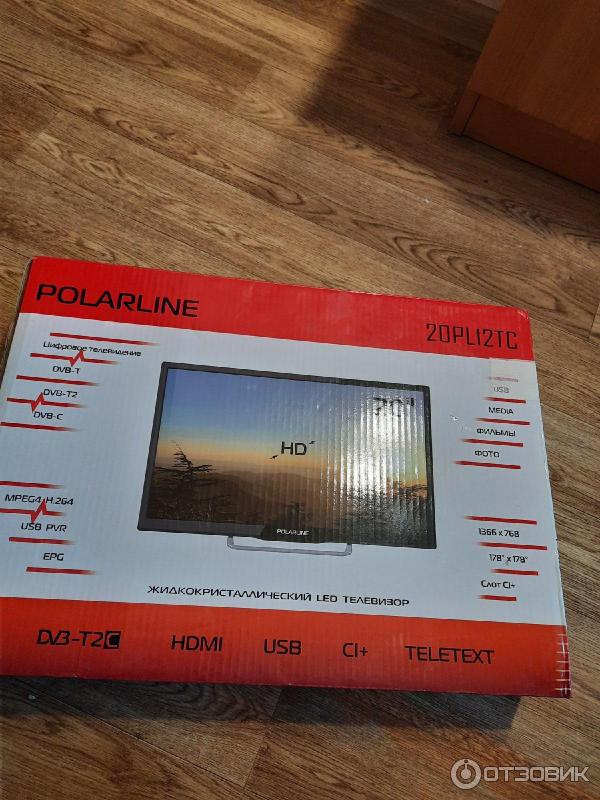 POLARLINE
20PL12TC
Цифровое телевидение
DVB-T
DVB-T2
DVB-C
MPEG4 H.264
USB PVR
EPG
20"
HD
POLARLINE
USB
MEDIA
ФИЛЬМЫ
ФОТО
1366 x 768
178° x 178°
Слот CI+
ЖИДКОКРИСТАЛЛИЧЕСКИЙ LED ТЕЛЕВИЗОР
DVB-T2C HDMI USB CI+ TELETEXT
ОТЗОВИК